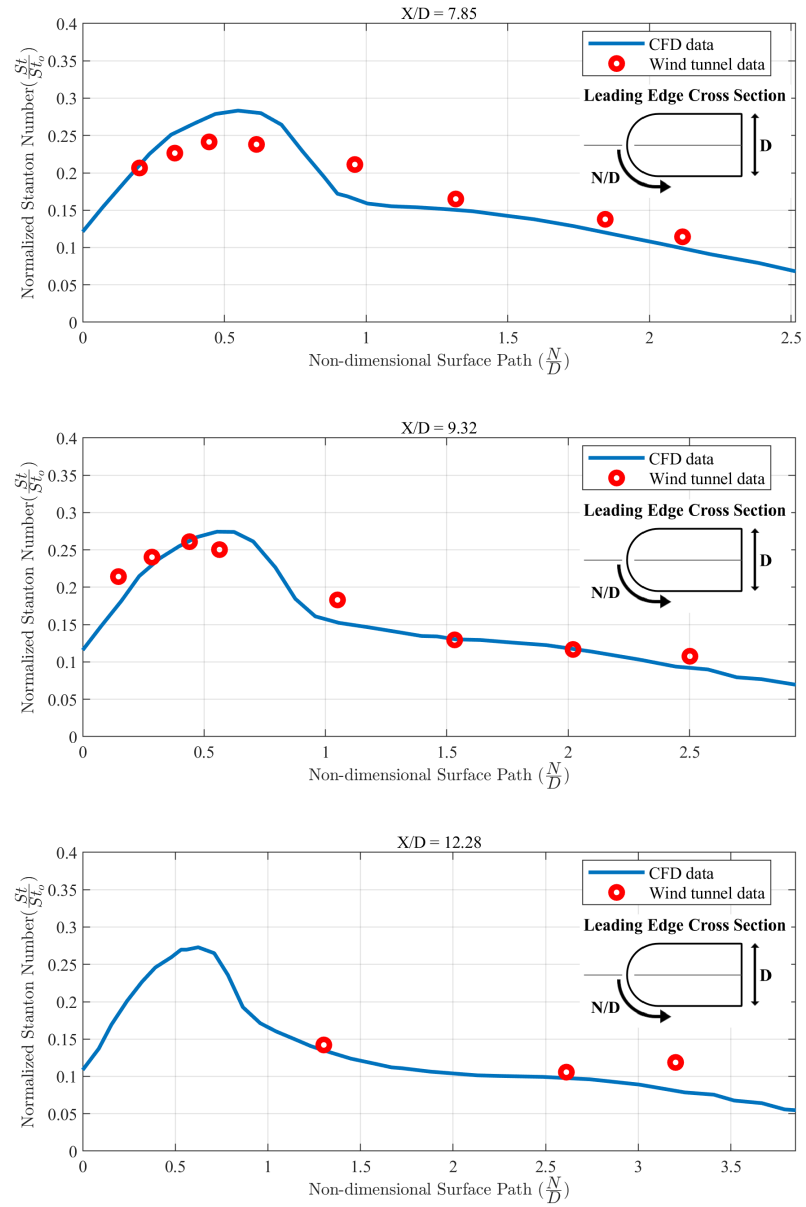 X/D = 7.85
0.4
0.35
0.3
0.25
0.2
0.15
0.1
0.05
0
Normalized Stanton Number(St/St_o)
CFD data
Wind tunnel data
Leading Edge Cross Section
D
N/D
0 0.5 1 1.5 2 2.5
Non-dimensional Surface Path (N/D)
X/D = 9.32
0.4
0.35
0.3
0.25
0.2
0.15
0.1
0.05
0
Normalized Stanton Number(St/St_o)
CFD data
Wind tunnel data
Leading Edge Cross Section
D
N/D
0 0.5 1 1.5 2 2.5
Non-dimensional Surface Path (N/D)
X/D = 12.28
0.4
0.35
0.3
0.25
0.2
0.15
0.1
0.05
0
Normalized Stanton Number(St/St_o)
CFD data
Wind tunnel data
Leading Edge Cross Section
D
N/D
0 0.5 1 1.5 2 2.5 3 3.5
Non-dimensional Surface Path (N/D)